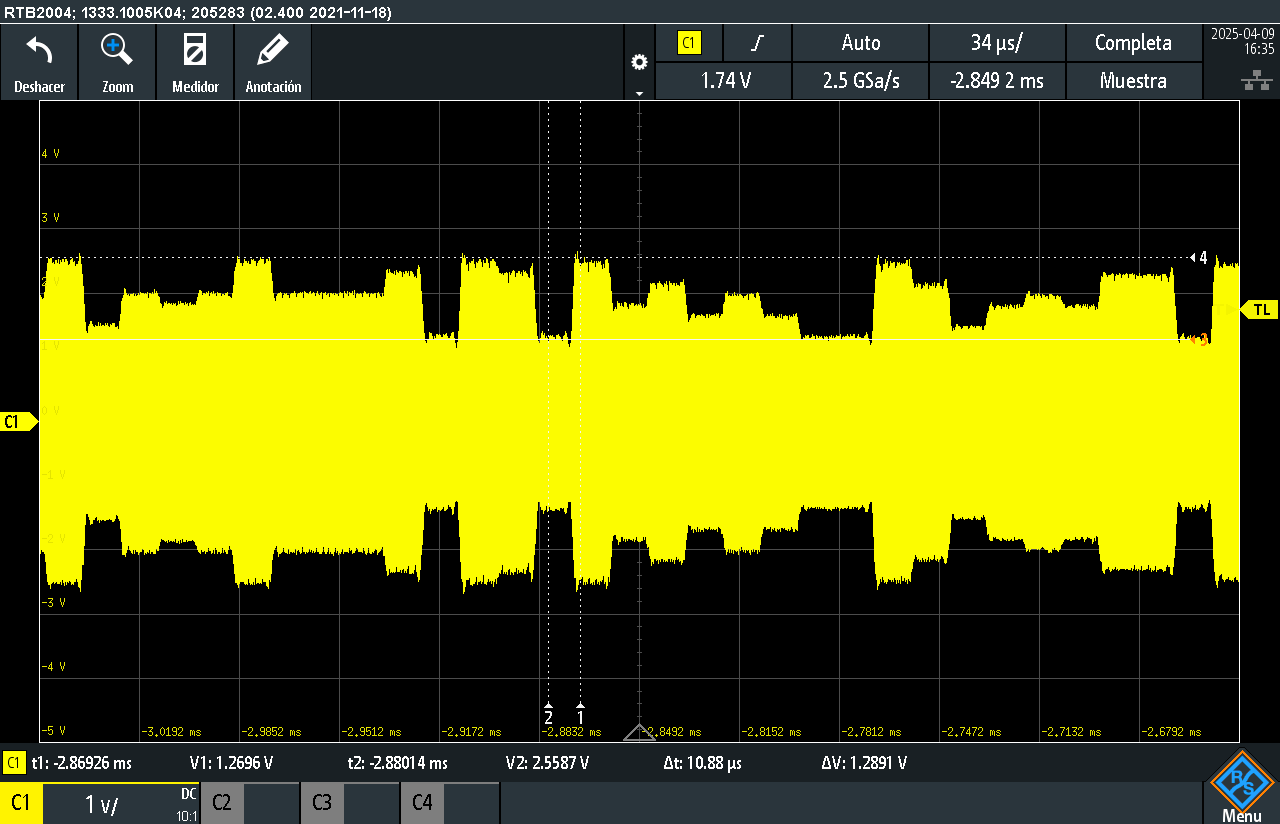 RTB2004; 1333.1005K04; 205283 (02.400 2021-11-18)
Deshacer
Zoom
Medidor
Anotación
C1
Auto
34 µs/
Completa
1.74 V
2.5 GSa/s
-2.849 2 ms
Muestra
2025-04-09
16:35
4 V
3 V
2 V
1 V
0 V
-1 V
-2 V
-3 V
-4 V
-5 V
4
TL
3
C1
2
1
-3.0192 ms
-2.9852 ms
-2.9512 ms
-2.9172 ms
-2.8832 ms
-2.8492 ms
-2.8152 ms
-2.7812 ms
-2.7472 ms
-2.7132 ms
-2.6792 ms
C1 t1: -2.86926 ms V1: 1.2696 V t2: -2.88014 ms V2: 2.5587 V Δt: 10.88 µs ΔV: 1.2891 V
C1
1 V/
DC
10:1
C2
C3
C4
R S
Menu